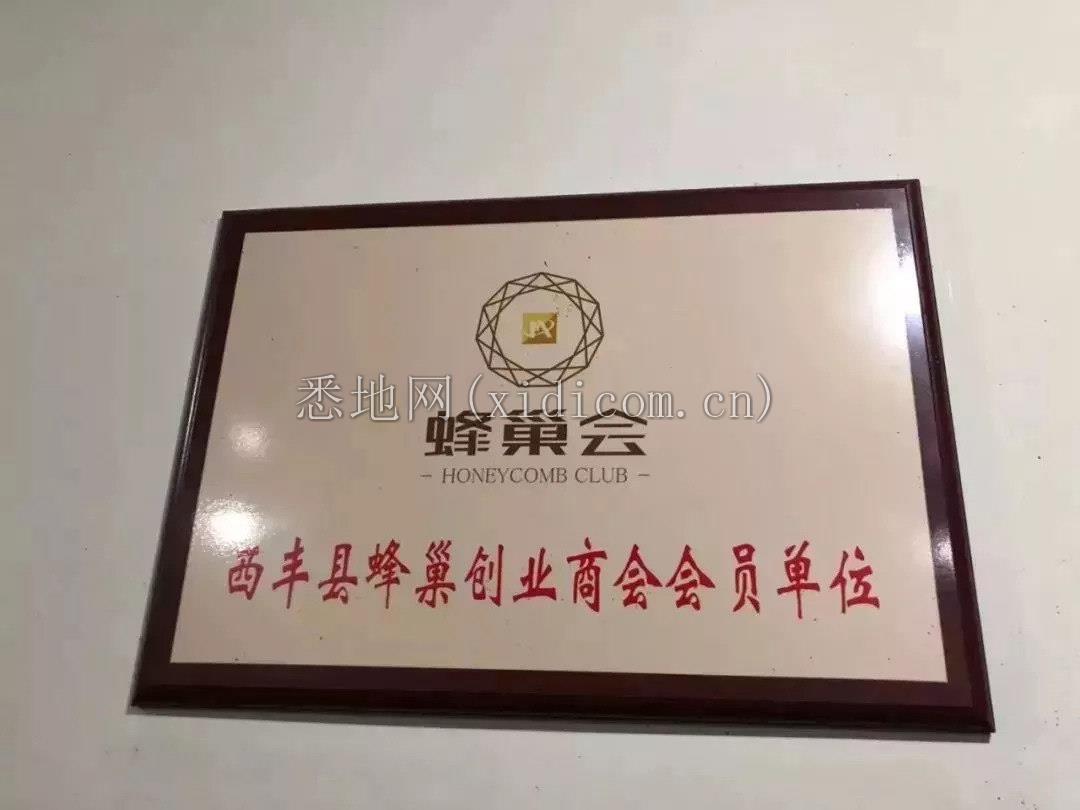 悉地网(xidicom.cn)
蜂巢会
- HONEYCOMB CLUB -
西丰县蜂巢创业商会会员单位